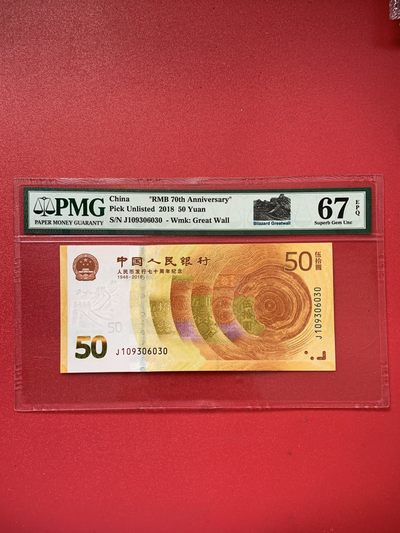 PMG
PAPER MONEY GUARANTY
China "RMB 70th Anniversary"
Pick Unlisted 2018 50 Yuan
S/N J109306030 - Wmk: Great Wall
Blizzard Greatwall
67 EPQ
Superb Gem Unc
中国人民银行
人民币发行七十周年纪念
1948-2018
50 伍拾圆
50
50
J109306030
J109306030